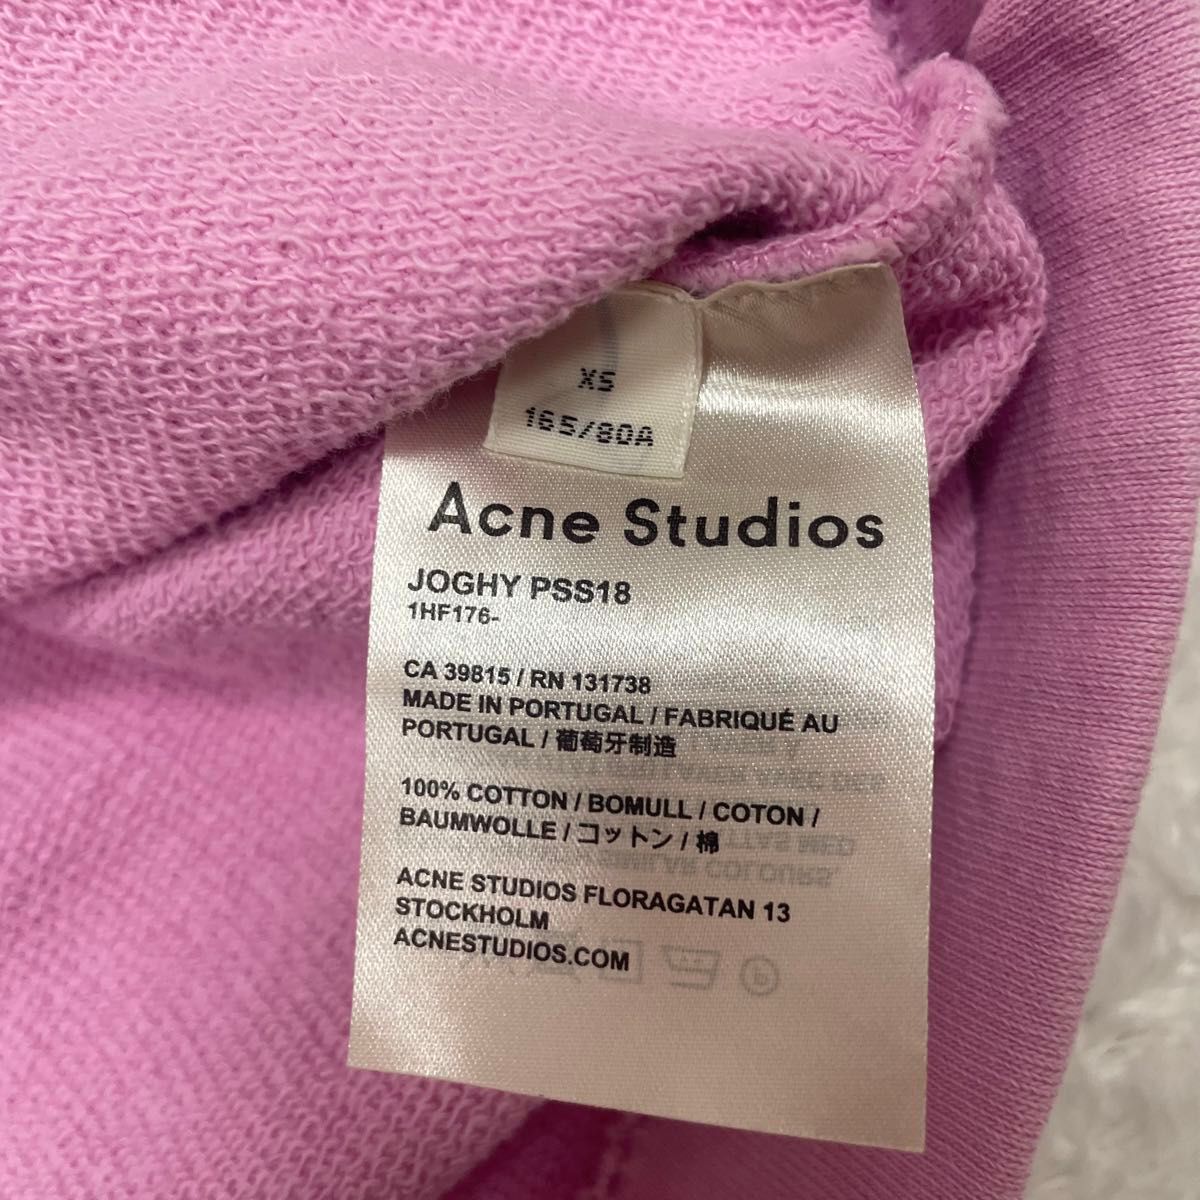 XS
165/80A
Acne Studios
JOGHY PSS18
1HF176-
CA 39815 / RN 131738
MADE IN PORTUGAL / FABRIQUÉ AU
PORTUGAL / 葡萄牙制造
100% COTTON / BOMULL / COTON /
BAUMWOLLE / コットン / 棉
ACNE STUDIOS FLORAGATAN 13
STOCKHOLM
ACNESTUDIOS.COM